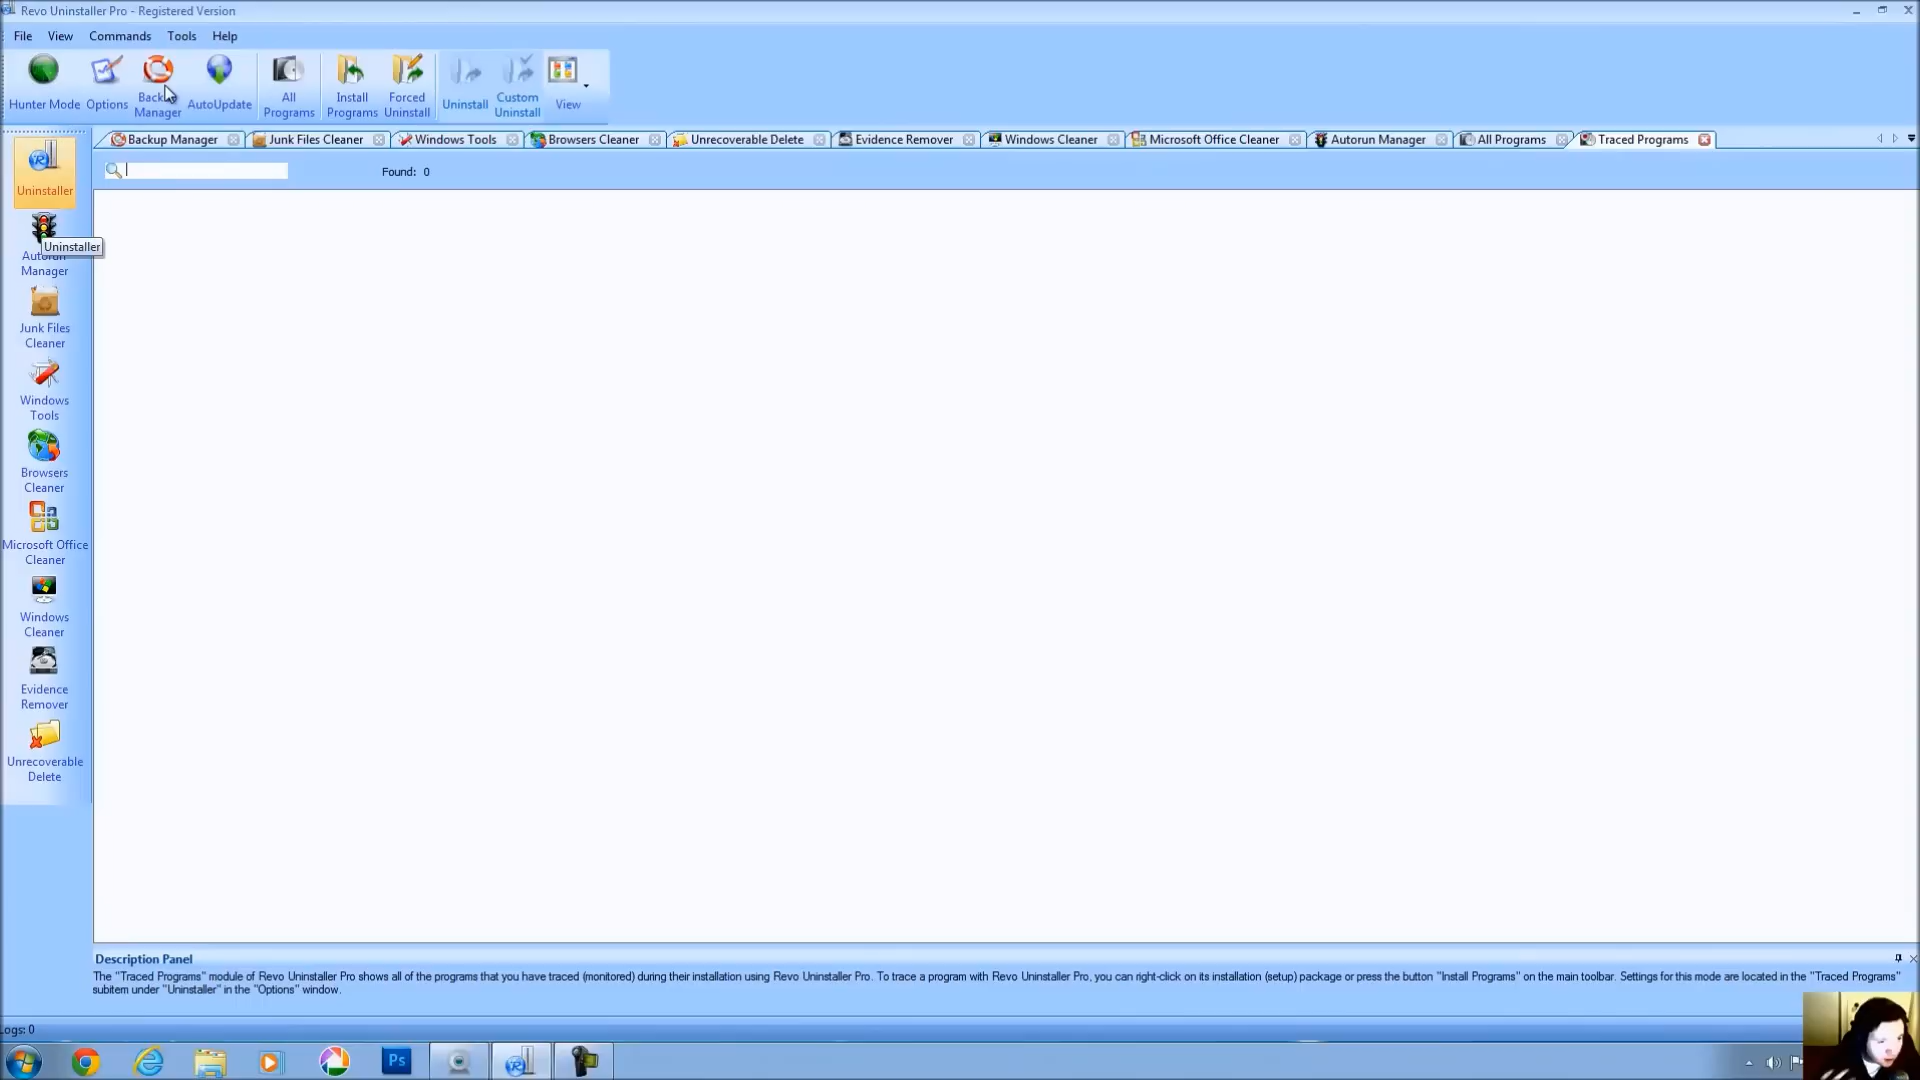 Revo Uninstaller Pro - Registered Version
File View Commands Tools Help
Hunter Mode Options Manager AutoUpdate All Programs Install Programs Forced Uninstall Uninstall Custom Uninstall View
Backup Manager Junk Files Cleaner Windows Tools Browsers Cleaner Unrecoverable Delete Evidence Remover Windows Cleaner Microsoft Office Cleaner Autorun Manager All Programs Traced Programs
Found: 0
Uninstaller
Uninstaller
Autorun
Manager
Junk Files
Cleaner
Windows
Tools
Browsers
Cleaner
Microsoft Office
Cleaner
Windows
Cleaner
Evidence
Remover
Unrecoverable
Delete
Description Panel
The "Traced Programs" module of Revo Uninstaller Pro shows all of the programs that you have traced (monitored) during their installation using Revo Uninstaller Pro. To trace a program with Revo Uninstaller Pro, you can right-click on its installation (setup) package or press the button "Install Programs" on the main toolbar. Settings for this mode are located in the "Traced Programs"
subitem under "Uninstaller" in the "Options" window.
Logs: 0
Ps